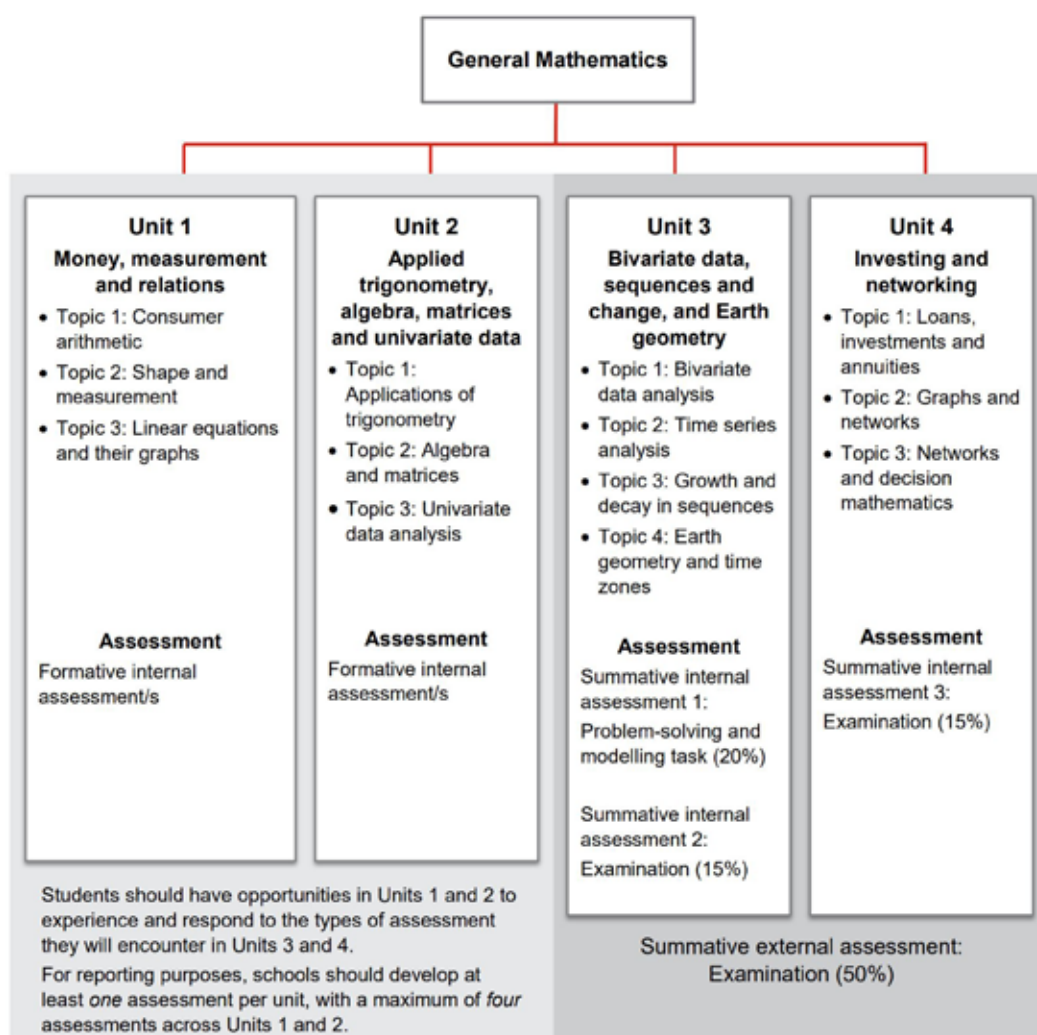 General Mathematics
Unit 1
Money, measurement
and relations
• Topic 1: Consumer
arithmetic
• Topic 2: Shape and
measurement
• Topic 3: Linear equations
and their graphs
Assessment
Formative internal
assessment/s
Unit 2
Applied
trigonometry,
algebra, matrices
and univariate data
• Topic 1:
Applications of
trigonometry
• Topic 2: Algebra
and matrices
• Topic 3: Univariate
data analysis
Assessment
Formative internal
assessment/s
Unit 3
Bivariate data,
sequences and
change, and Earth
geometry
• Topic 1: Bivariate
data analysis
• Topic 2: Time series
analysis
• Topic 3: Growth and
decay in sequences
• Topic 4: Earth
geometry and time
zones
Assessment
Summative internal
assessment 1:
Problem-solving and
modelling task (20%)
Summative internal
assessment 2:
Examination (15%)
Unit 4
Investing and
networking
• Topic 1: Loans,
investments and
annuities
• Topic 2: Graphs and
networks
• Topic 3: Networks
and decision
mathematics
Assessment
Summative internal
assessment 3:
Examination (15%)
Students should have opportunities in Units 1 and 2 to
experience and respond to the types of assessment
they will encounter in Units 3 and 4.
For reporting purposes, schools should develop at
least one assessment per unit, with a maximum of four
assessments across Units 1 and 2.
Summative external assessment:
Examination (50%)